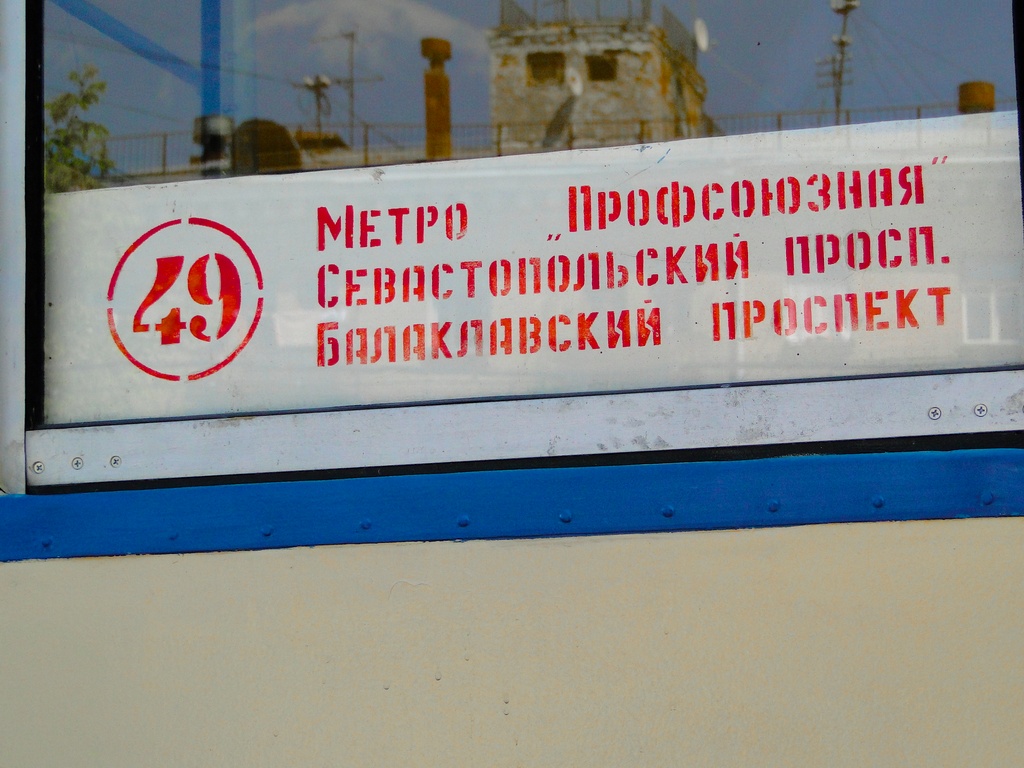 49
Метро „Профсоюзная“
Севастопольский просп.
Балаклавский проспект